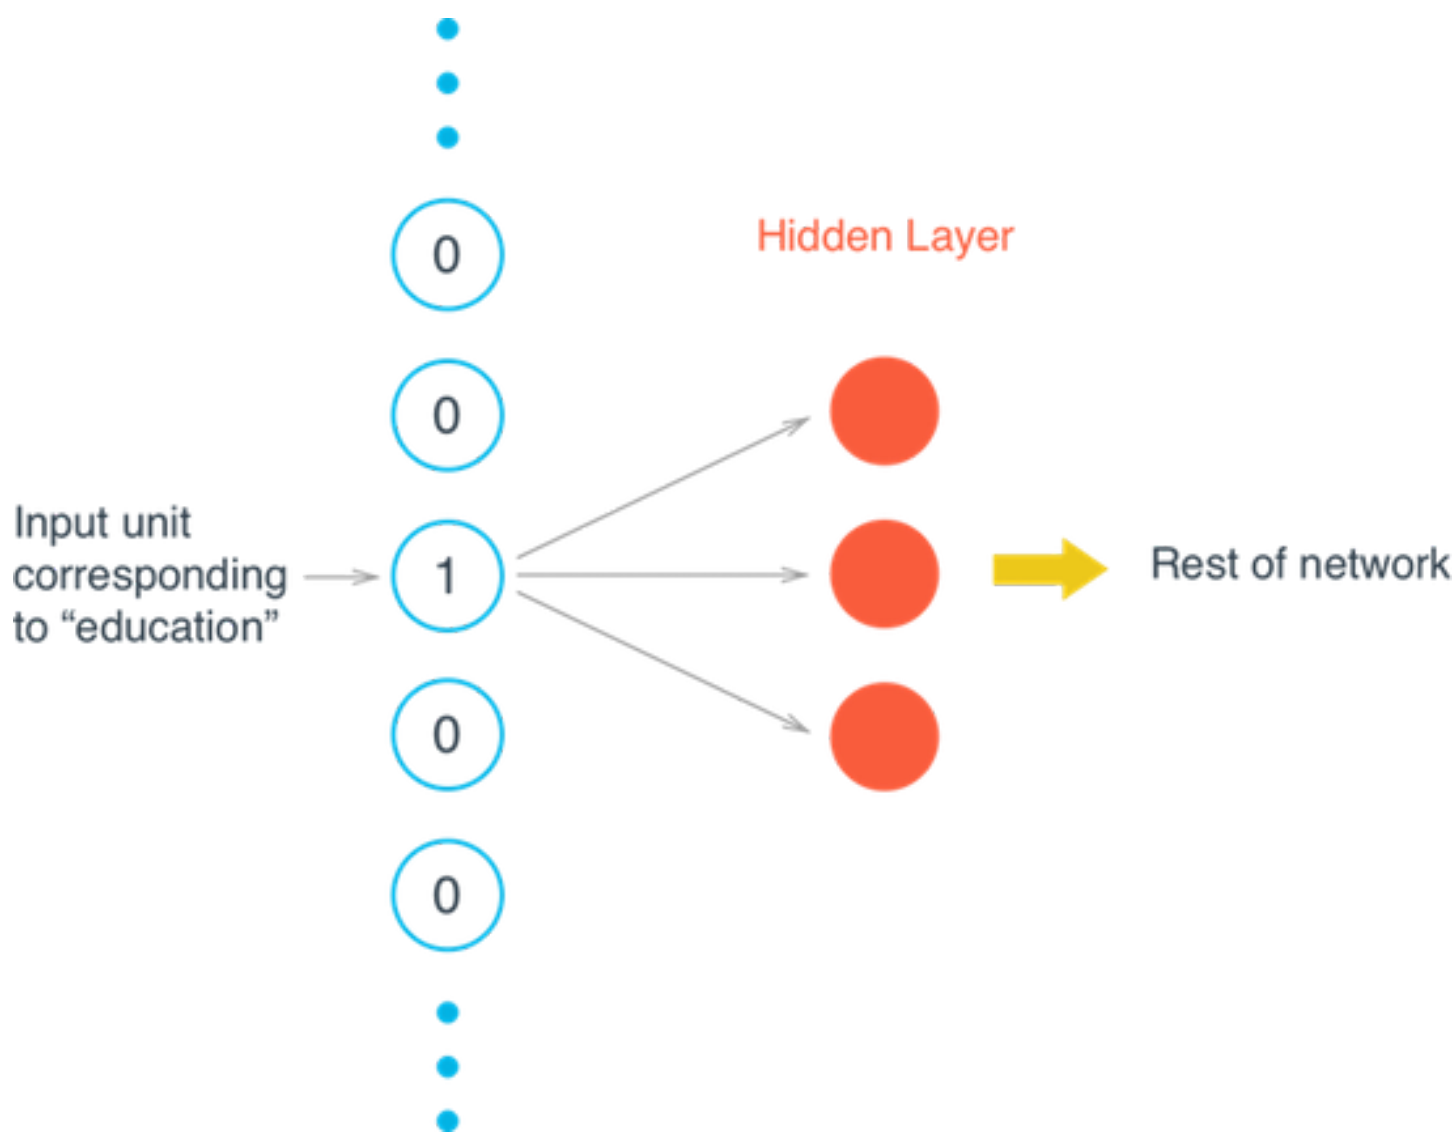 0
Hidden Layer
0
Input unit
corresponding
to “education”
1
Rest of network
0
0